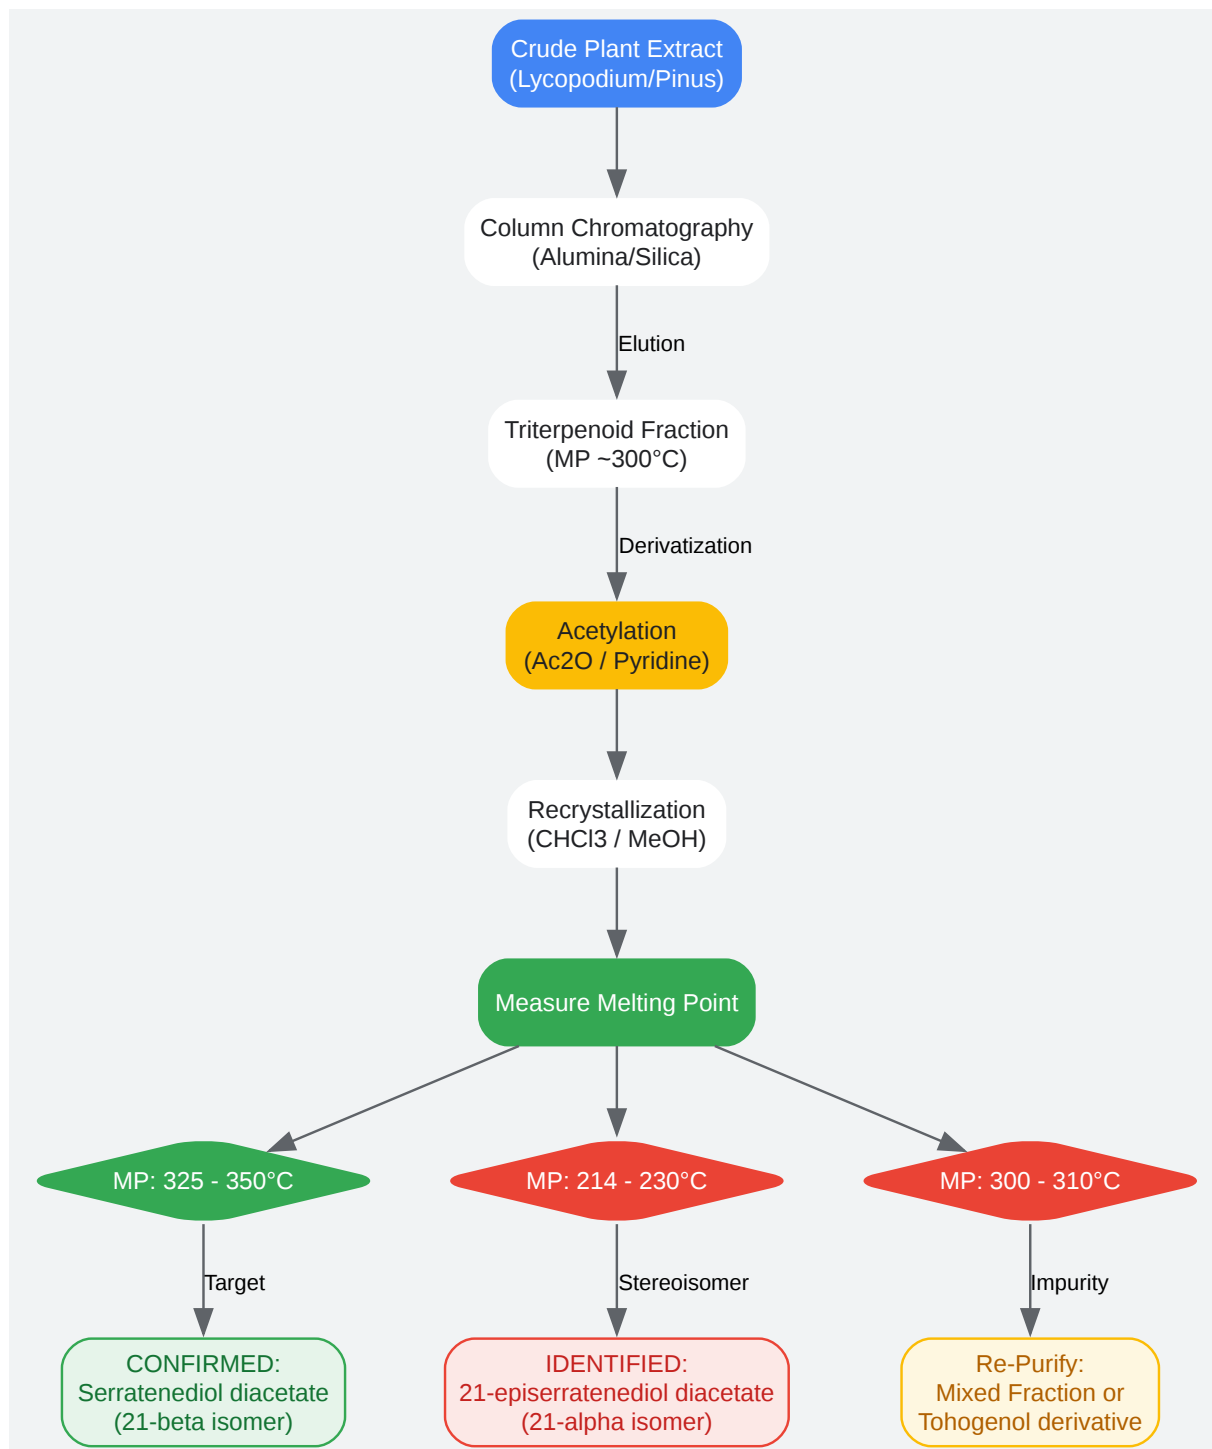 Crude Plant Extract
(Lycopodium/Pinus)
Column Chromatography
(Alumina/Silica)
Elution
Triterpenoid Fraction
(MP ~300°C)
Derivatization
Acetylation
(Ac2O / Pyridine)
Recrystallization
(CHCl3 / MeOH)
Measure Melting Point
MP: 325 - 350°C
MP: 214 - 230°C
MP: 300 - 310°C
Target
Stereoisomer
Impurity
CONFIRMED:
Serratenediol diacetate
(21-beta isomer)
IDENTIFIED:
21-episerratenediol diacetate
(21-alpha isomer)
Re-Purify:
Mixed Fraction or
Tohogenol derivative